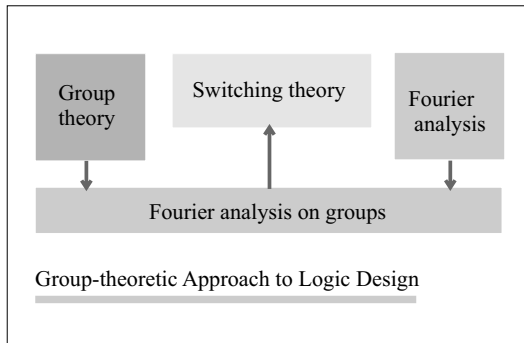 Group
theory
Switching theory
Fourier
analysis
Fourier analysis on groups
Group-theoretic Approach to Logic Design